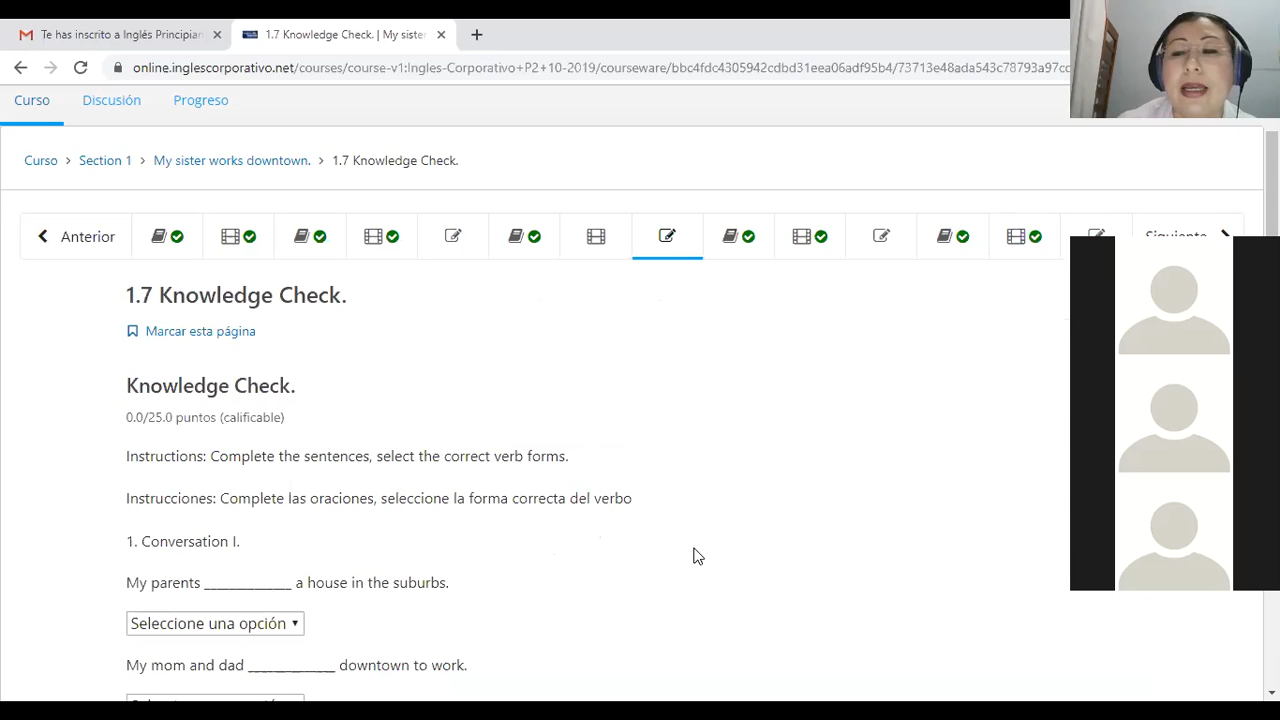 Te has inscrito a Inglés Principian
1.7 Knowledge Check. | My sister
online.inglescorporativo.net/courses/course-v1:Ingles-Corporativo+P2+10-2019/courseware/bbc4fdc4305942cdbd31eea06adf95b4/73713e48ada543c78793a97cc
Curso Discusión Progreso
Curso > Section 1 > My sister works downtown. > 1.7 Knowledge Check.
Anterior Siguiente
1.7 Knowledge Check.
Marcar esta página
Knowledge Check.
0.0/25.0 puntos (calificable)
Instructions: Complete the sentences, select the correct verb forms.
Instrucciones: Complete las oraciones, seleccione la forma correcta del verbo
1. Conversation I.
My parents _____________ a house in the suburbs.
Seleccione una opción
My mom and dad _____________ downtown to work.